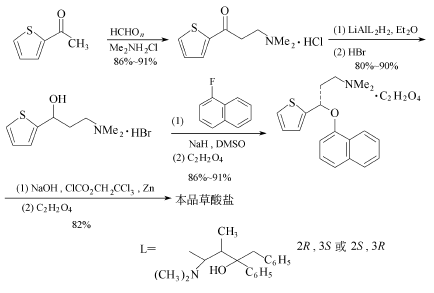 O
S
CH3
HCHOn
Me2NH2Cl
86%~91%
O
S
NMe2·HCl
(1) LiAlL2H2, Et2O
(2) HBr
80%~90%
OH
S
NMe2·HBr
(1)
F
NaH, DMSO
(2) C2H2O4
86%~91%
S
NMe2
·C2H2O4
O
(1) NaOH, ClCO2CH2CCl3, Zn
(2) C2H2O4
82%
本品草酸盐
L=
CH3
(CH3)2N
HO
C6H5
C6H5
2R, 3S 或 2S, 3R